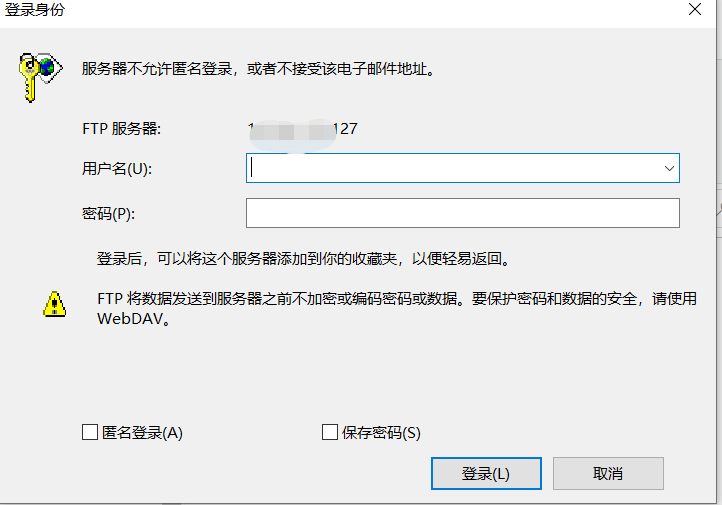 登录身份
服务器不允许匿名登录，或者不接受该电子邮件地址。
FTP 服务器:
127
用户名(U):
密码(P):
登录后，可以将这个服务器添加到你的收藏夹，以便轻易返回。
FTP 将数据发送到服务器之前不加密或编码密码或数据。要保护密码和数据的安全，请使用
WebDAV。
匿名登录(A)
保存密码(S)
登录(L)
取消